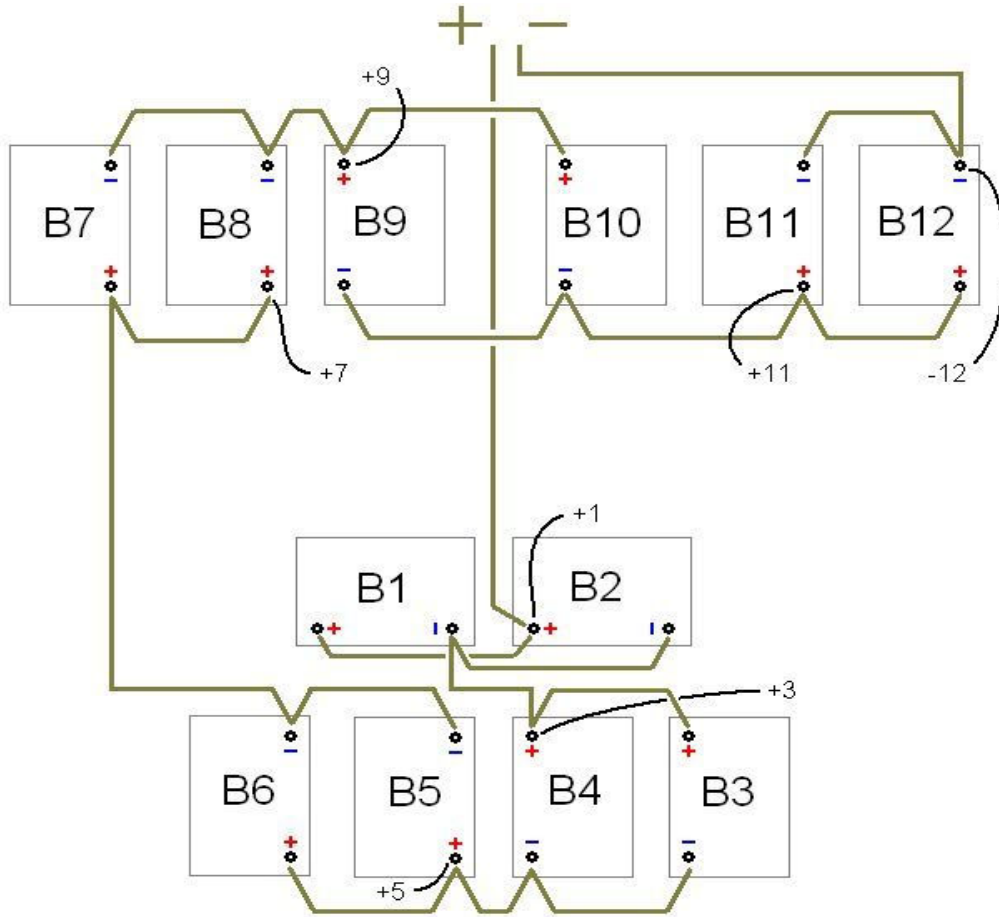 + −
+9
B7 B8 B9 B10 B11 B12
− − + + − −
+ + − − + +
+7 +11 -12
+1
B1 B2
+ − + −
+3
− − + +
B6 B5 B4 B3
+ + − −
+5